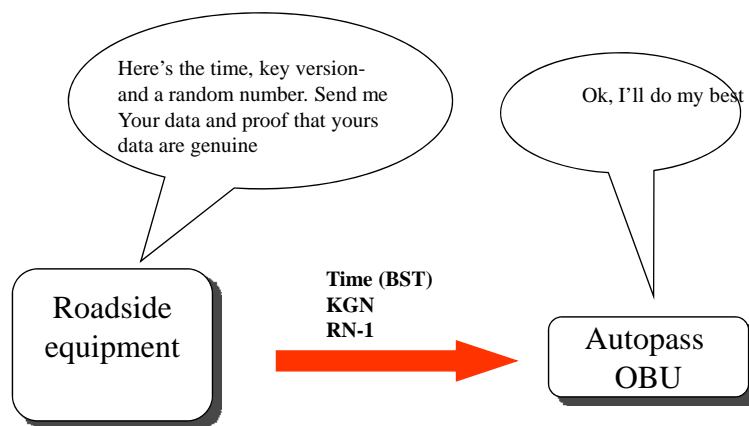 Here's the time, key version-
and a random number. Send me
Your data and proof that yours
data are genuine
Ok, I'll do my best
Roadside
equipment
Time (BST)
KGN
RN-1
Autopass
OBU